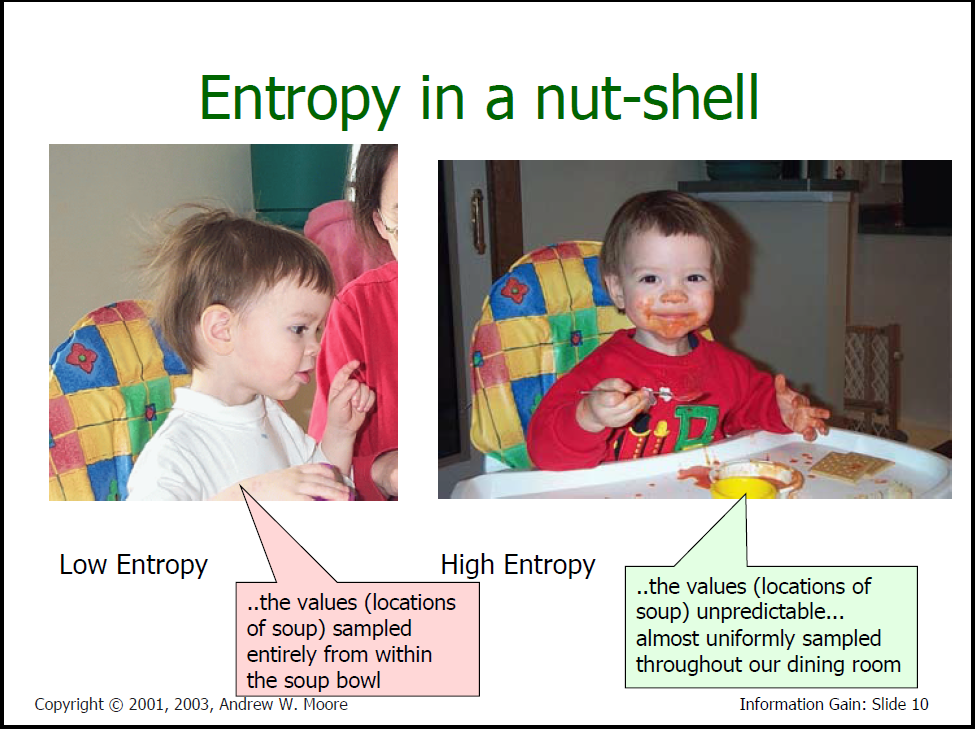 Entropy in a nut-shell
Low Entropy
..the values (locations
of soup) sampled
entirely from within
the soup bowl
High Entropy
..the values (locations of
soup) unpredictable...
almost uniformly sampled
throughout our dining room
Copyright © 2001, 2003, Andrew W. Moore
Information Gain: Slide 10